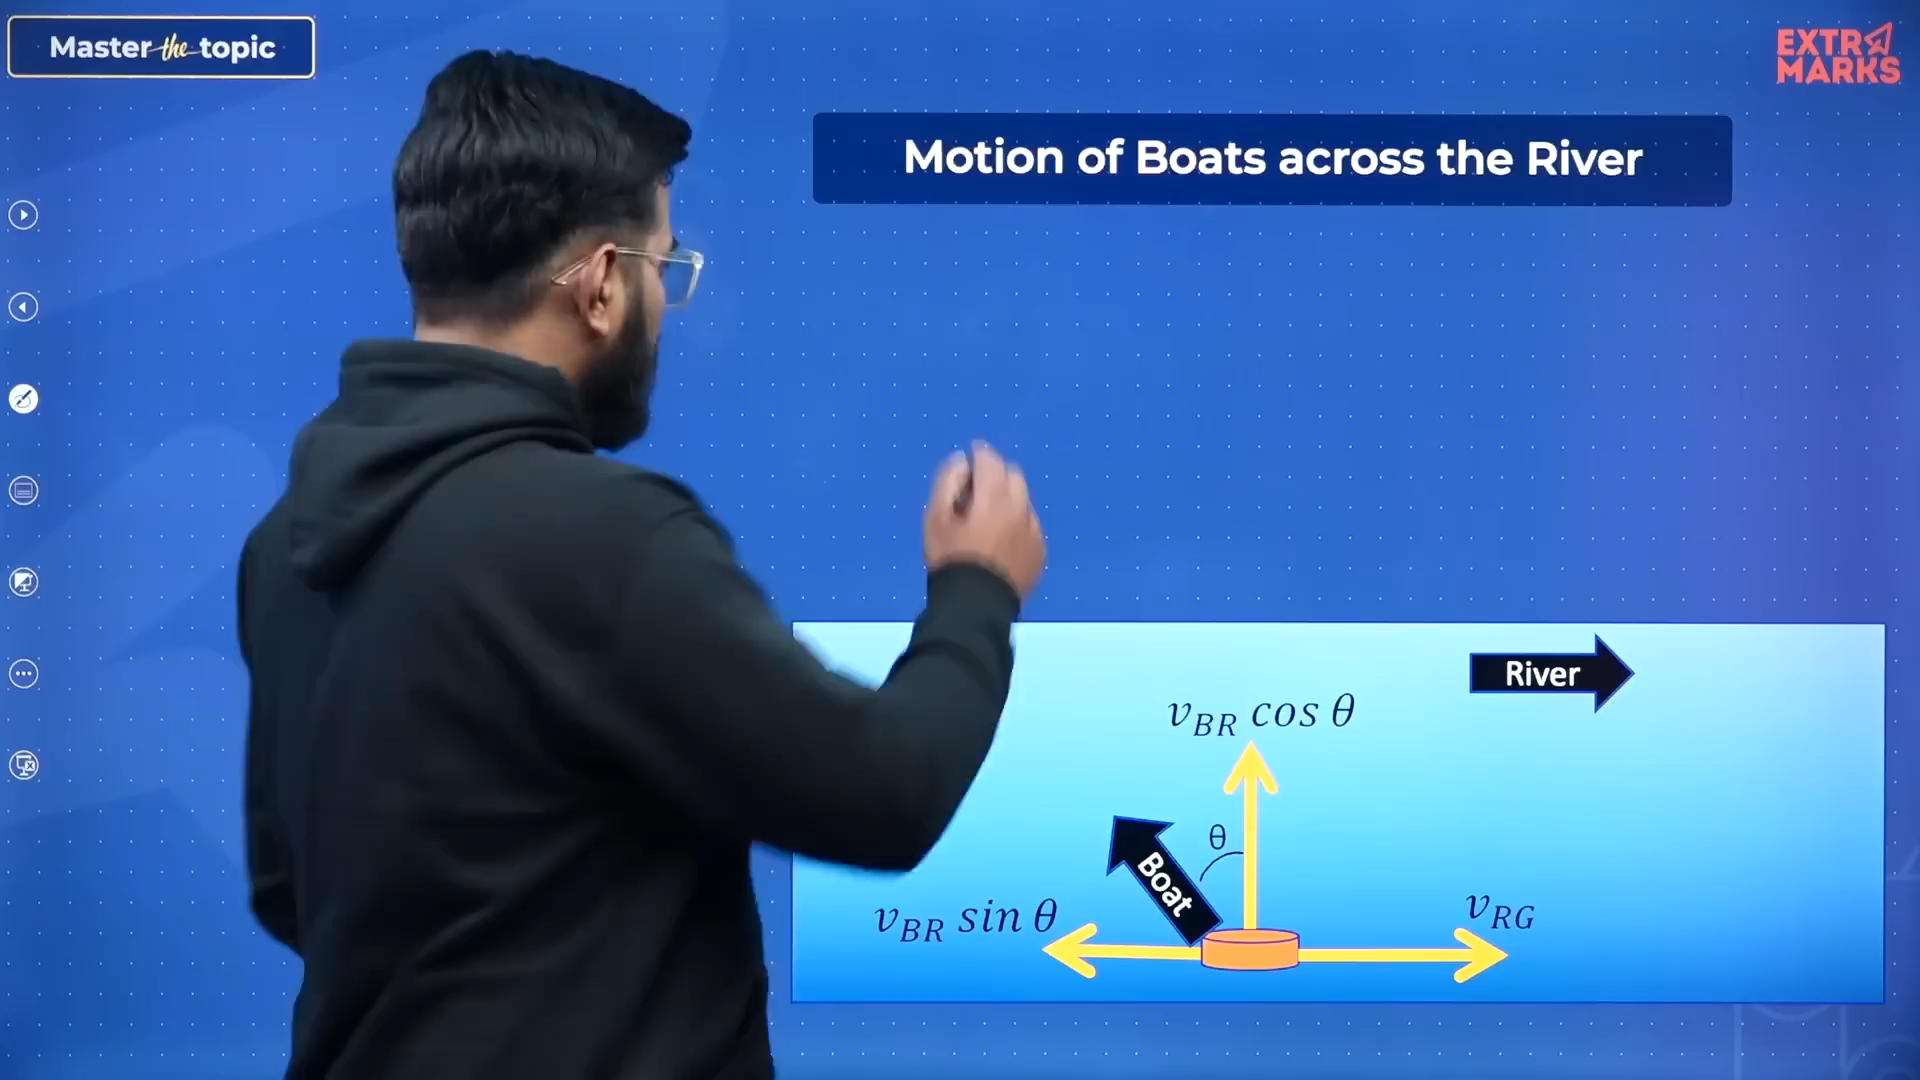 Master the topic
EXTRA
MARKS
Motion of Boats across the River
River
v_BR cos θ
θ
Boat
v_BR sin θ
v_RG